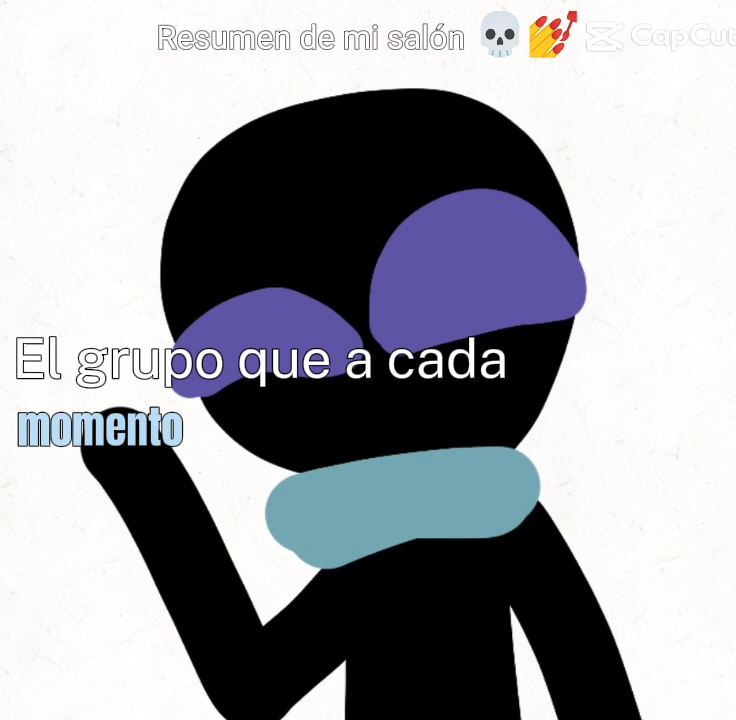 Resumen de mi salón 💀💅 CapCut
El grupo que a cada
momento